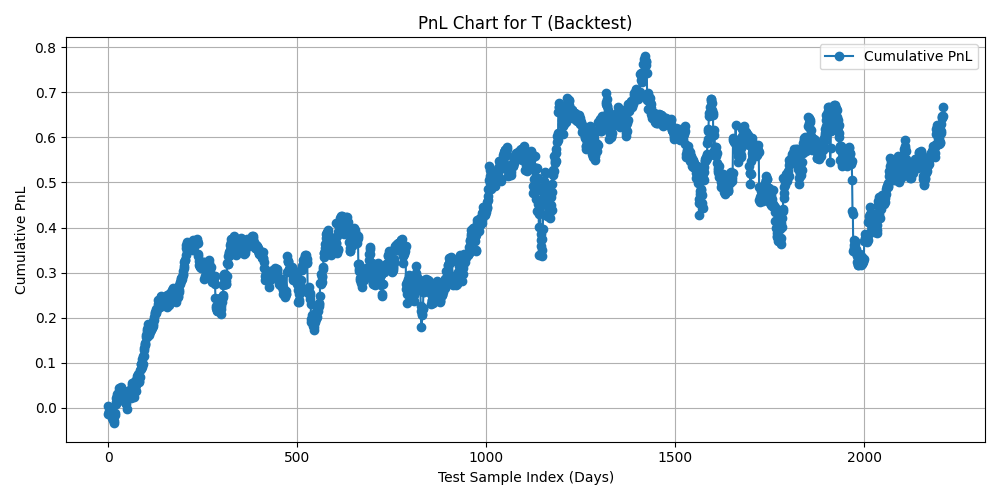 PnL Chart for T (Backtest)
Cumulative PnL
0.8
0.7
0.6
0.5
0.4
0.3
0.2
0.1
0.0
Cumulative PnL
0 500 1000 1500 2000
Test Sample Index (Days)